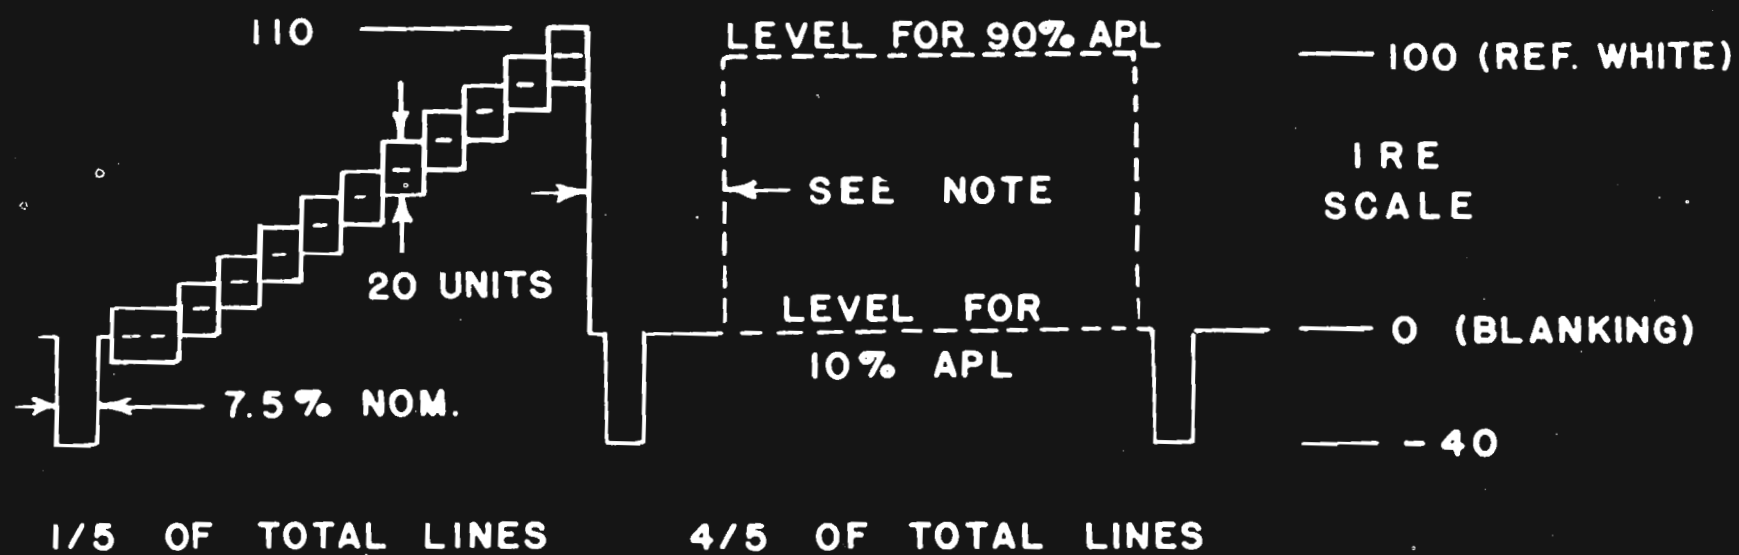 110
LEVEL FOR 90% APL
100 (REF. WHITE)
IRE
SCALE
SEE NOTE
20 UNITS
LEVEL FOR
10% APL
0 (BLANKING)
7.5% NOM.
-40
1/5 OF TOTAL LINES
4/5 OF TOTAL LINES